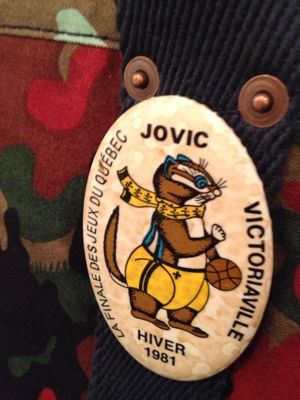 JOVIC
LA FINALE DES JEUX DU QUÉBEC
VICTORIAVILLE
HIVER
1981